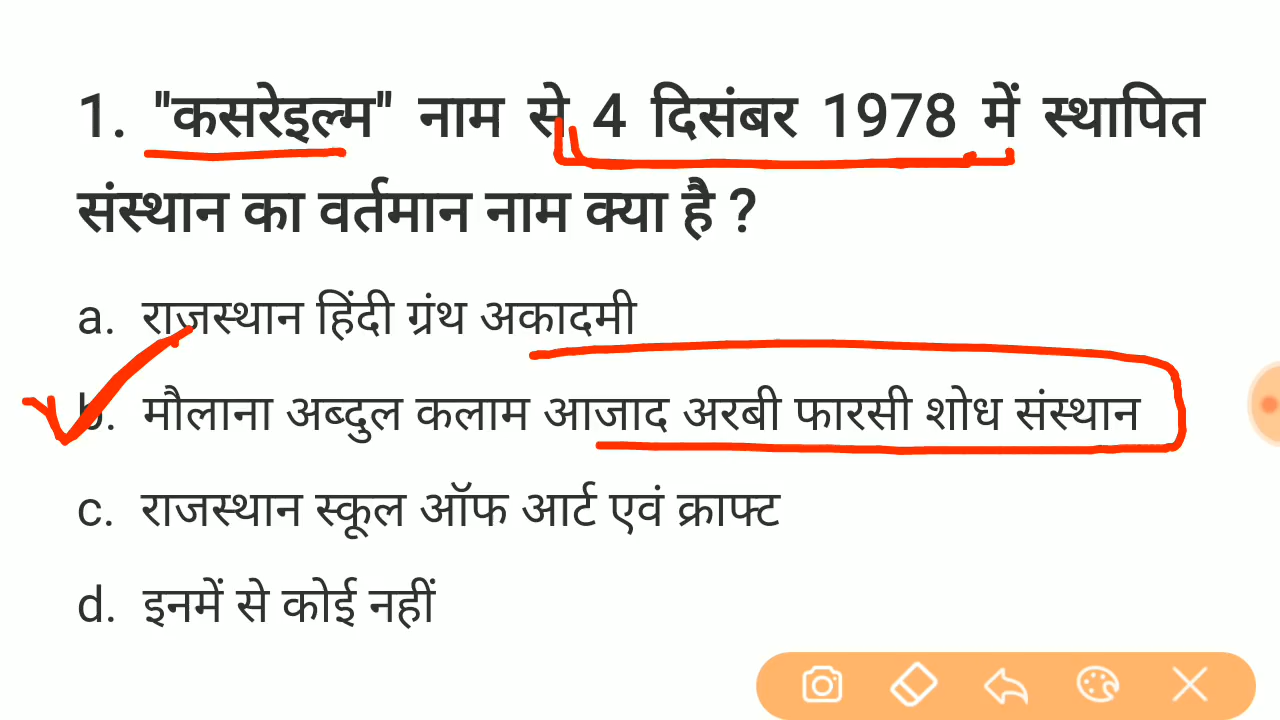 1. "कसरेइल्म" नाम से 4 दिसंबर 1978 में स्थापित
संस्थान का वर्तमान नाम क्या है ?
a. राजस्थान हिंदी ग्रंथ अकादमी
b. मौलाना अब्दुल कलाम आजाद अरबी फारसी शोध संस्थान
c. राजस्थान स्कूल ऑफ आर्ट एवं क्राफ्ट
d. इनमें से कोई नहीं